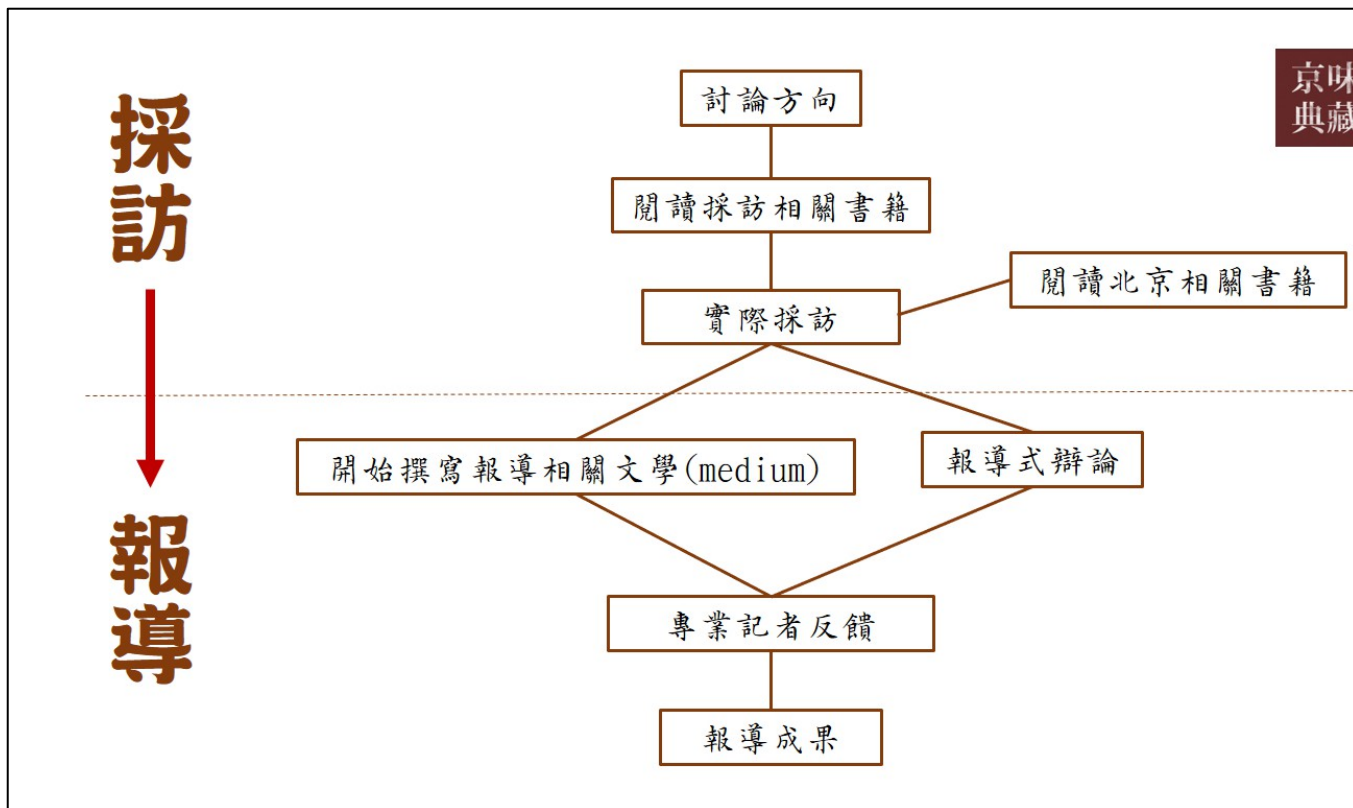 採訪
報導
京味
典藏
討論方向
閱讀採訪相關書籍
閱讀北京相關書籍
實際採訪
開始撰寫報導相關文學(medium)
報導式辯論
專業記者反饋
報導成果